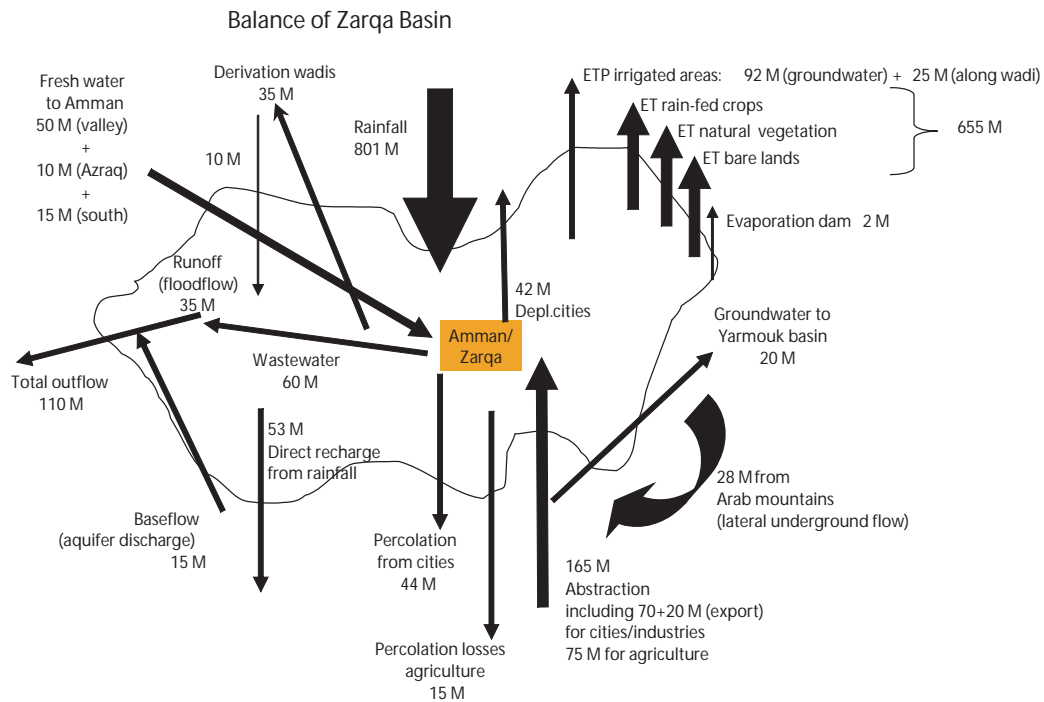 Balance of Zarqa Basin
Fresh water
to Amman
50 M (valley)
+
10 M (Azraq)
+
15 M (south)
Derivation wadis
35 M
10 M
Rainfall
801 M
ETP irrigated areas: 92 M (groundwater) + 25 M (along wadi)
ET rain-fed crops
ET natural vegetation
ET bare lands
655 M
Evaporation dam 2 M
Runoff
(floodflow)
35 M
42 M
Depl.cities
Amman/
Zarqa
Groundwater to
Yarmouk basin
20 M
Wastewater
60 M
Total outflow
110 M
53 M
Direct recharge
from rainfall
28 M from
Arab mountains
(lateral underground flow)
Baseflow
(aquifer discharge)
15 M
Percolation
from cities
44 M
165 M
Abstraction
including 70+20 M (export)
for cities/industries
75 M for agriculture
Percolation losses
agriculture
15 M